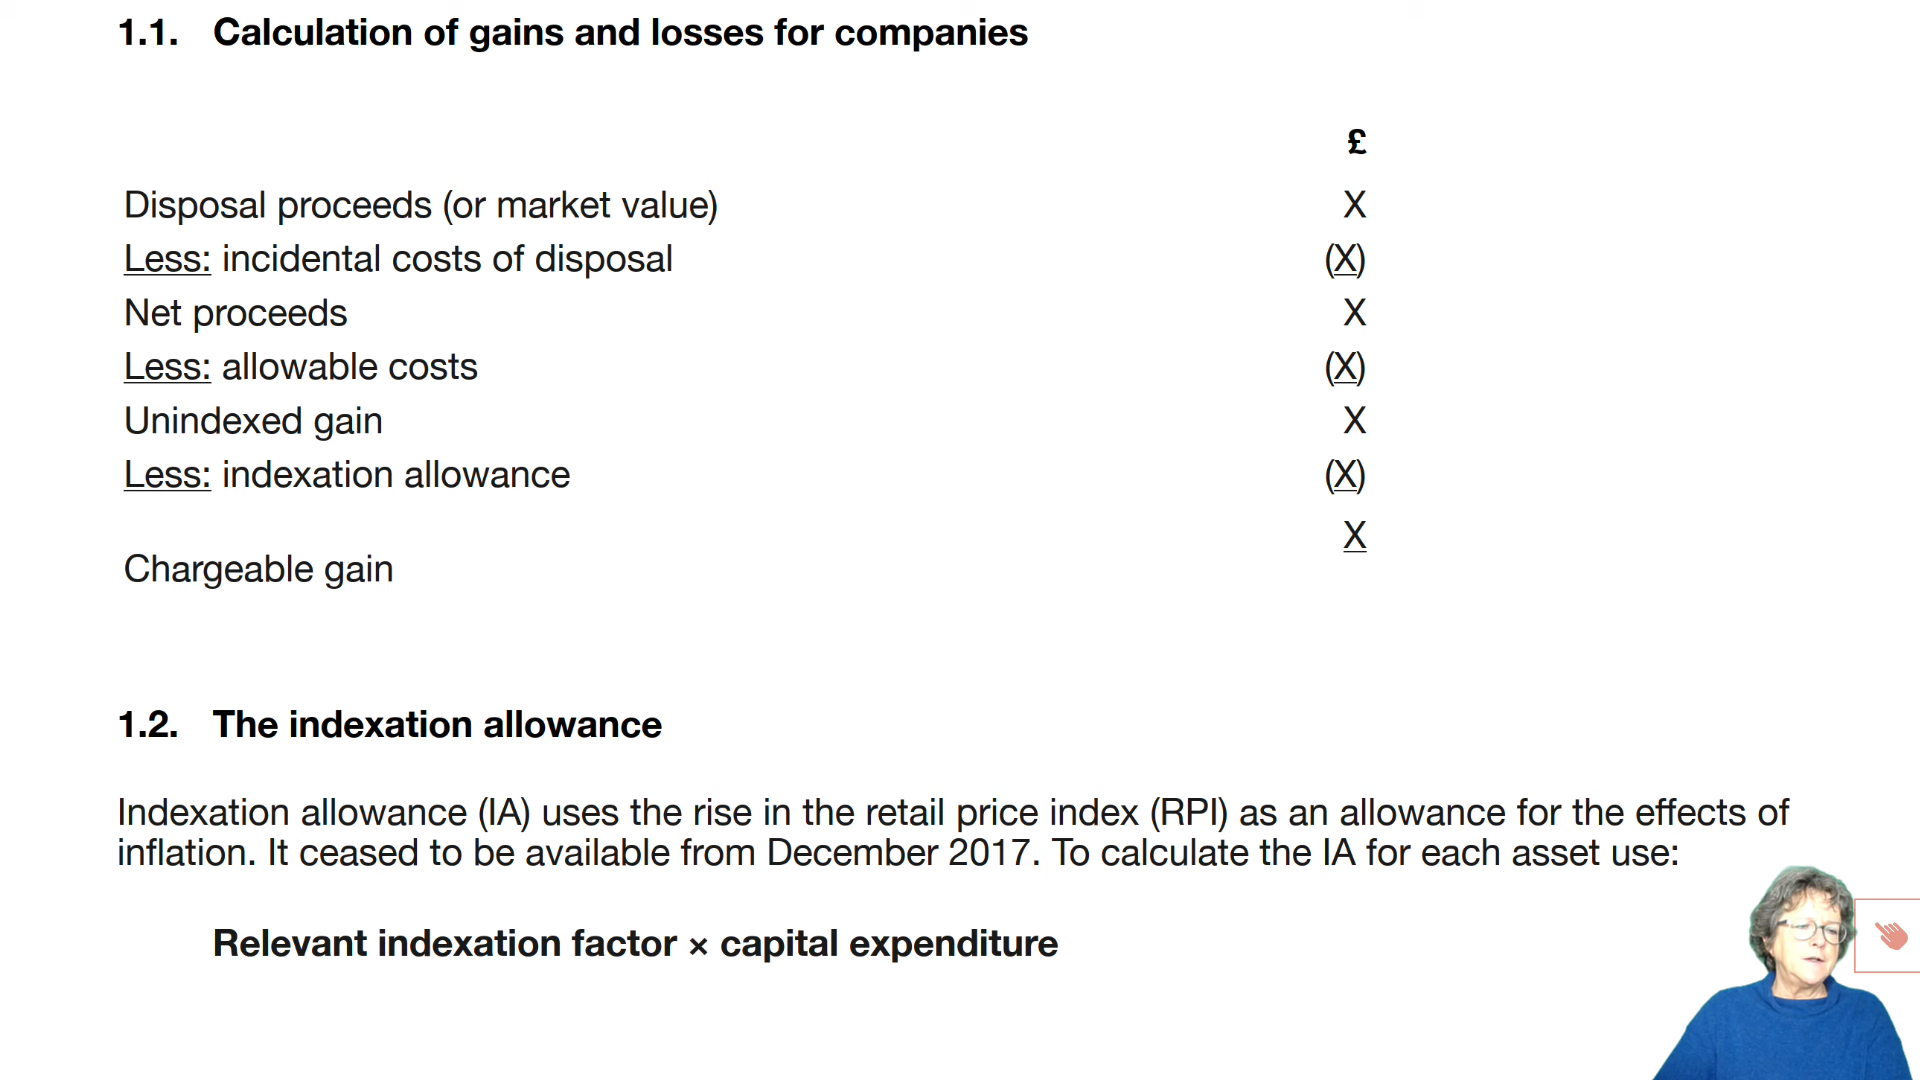 1.1. Calculation of gains and losses for companies
£
Disposal proceeds (or market value) X
Less: incidental costs of disposal (X)
Net proceeds X
Less: allowable costs (X)
Unindexed gain X
Less: indexation allowance (X)
X
Chargeable gain
1.2. The indexation allowance
Indexation allowance (IA) uses the rise in the retail price index (RPI) as an allowance for the effects of
inflation. It ceased to be available from December 2017. To calculate the IA for each asset use:
Relevant indexation factor × capital expenditure